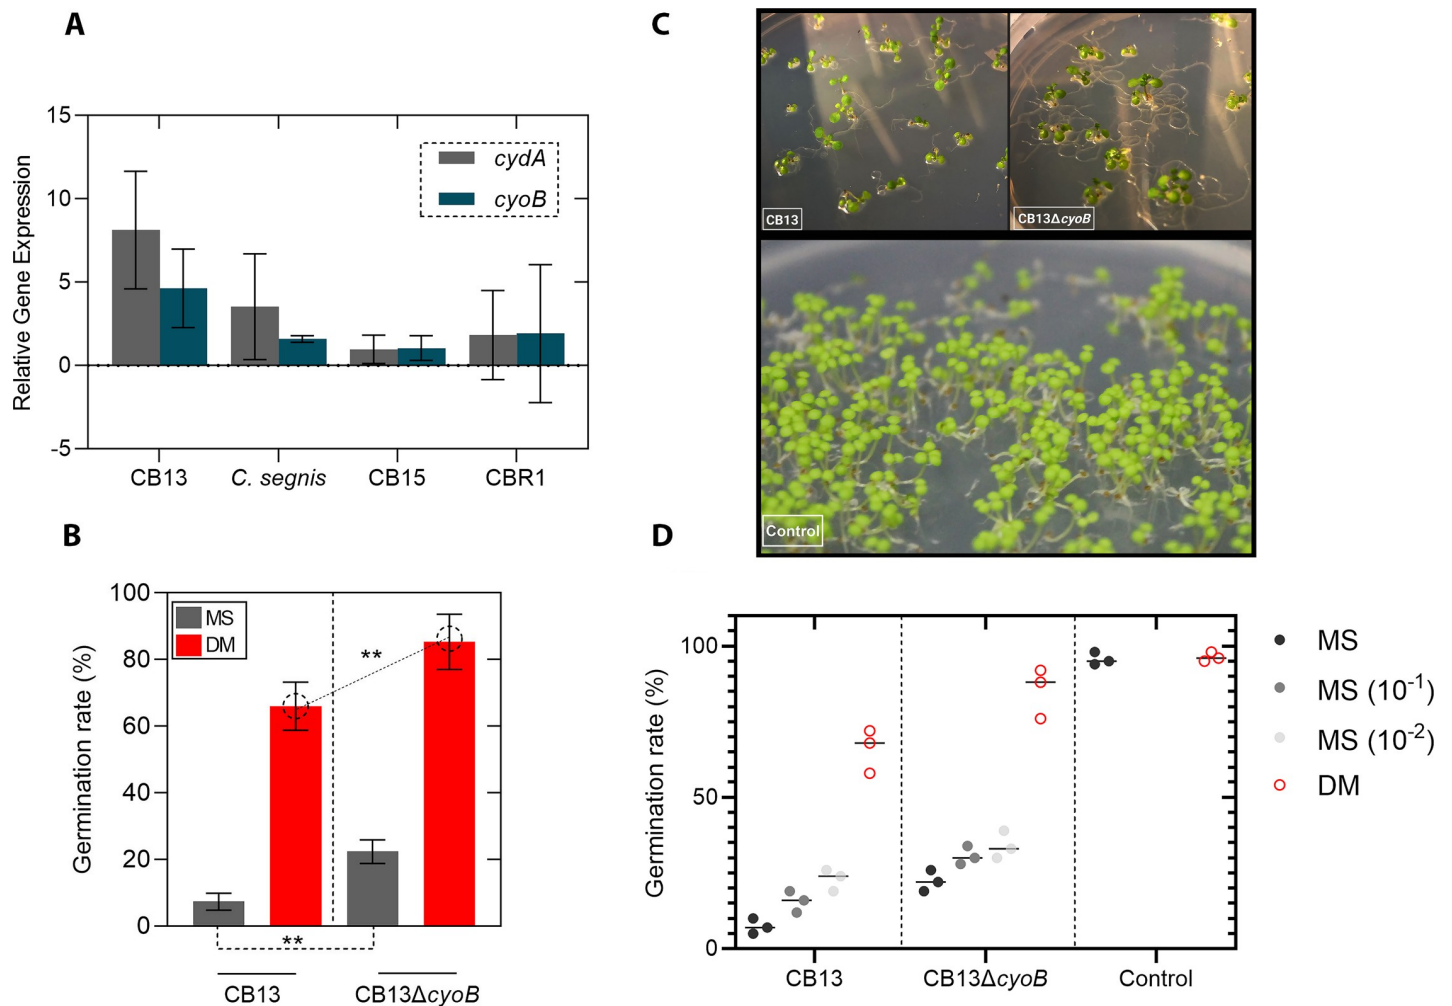 A
Relative Gene Expression
15
10
5
0
-5
cydA
cyoB
CB13
C. segnis
CB15
CBR1
C
CB13
CB13ΔcyoB
Control
B
Germination rate (%)
100
80
60
40
20
0
MS
DM
**
**
CB13
CB13ΔcyoB
D
Germination rate (%)
100
50
0
CB13
CB13ΔcyoB
Control
MS
MS (10⁻¹)
MS (10⁻²)
DM